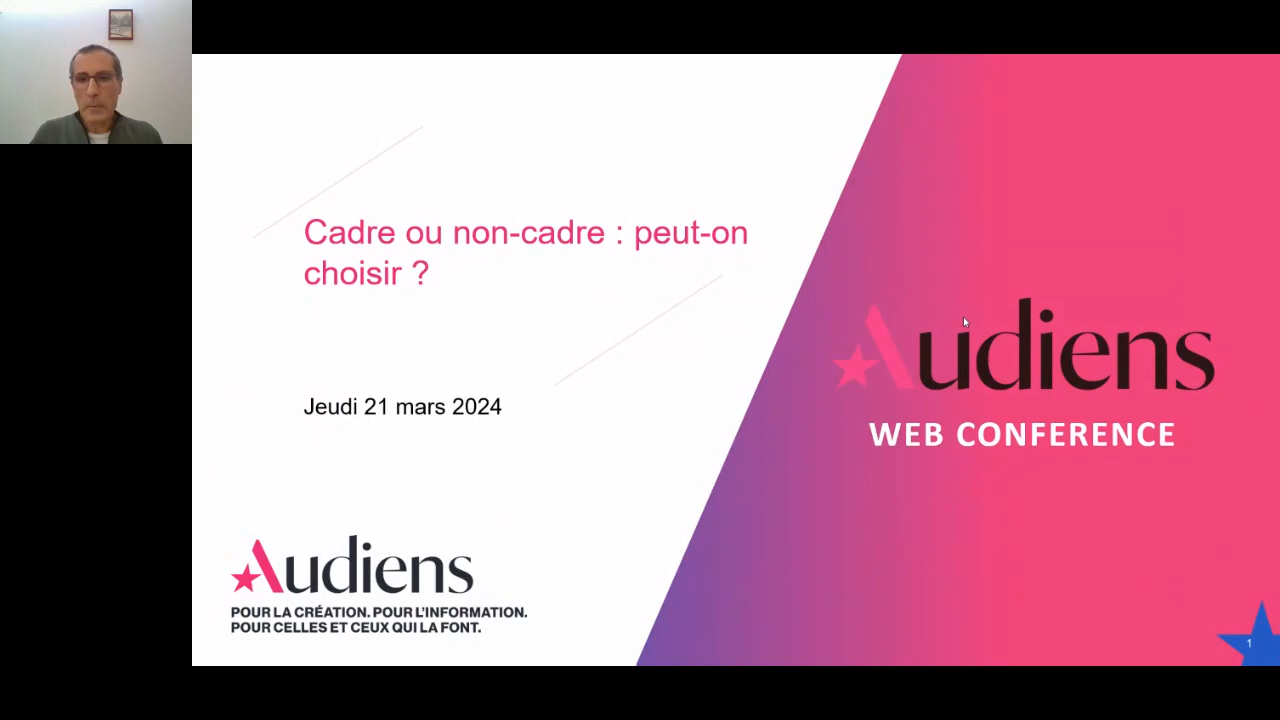 Cadre ou non-cadre : peut-on
choisir ?
Jeudi 21 mars 2024
Audiens
WEB CONFERENCE
Audiens
POUR LA CRÉATION. POUR L'INFORMATION.
POUR CELLES ET CEUX QUI LA FONT.
1